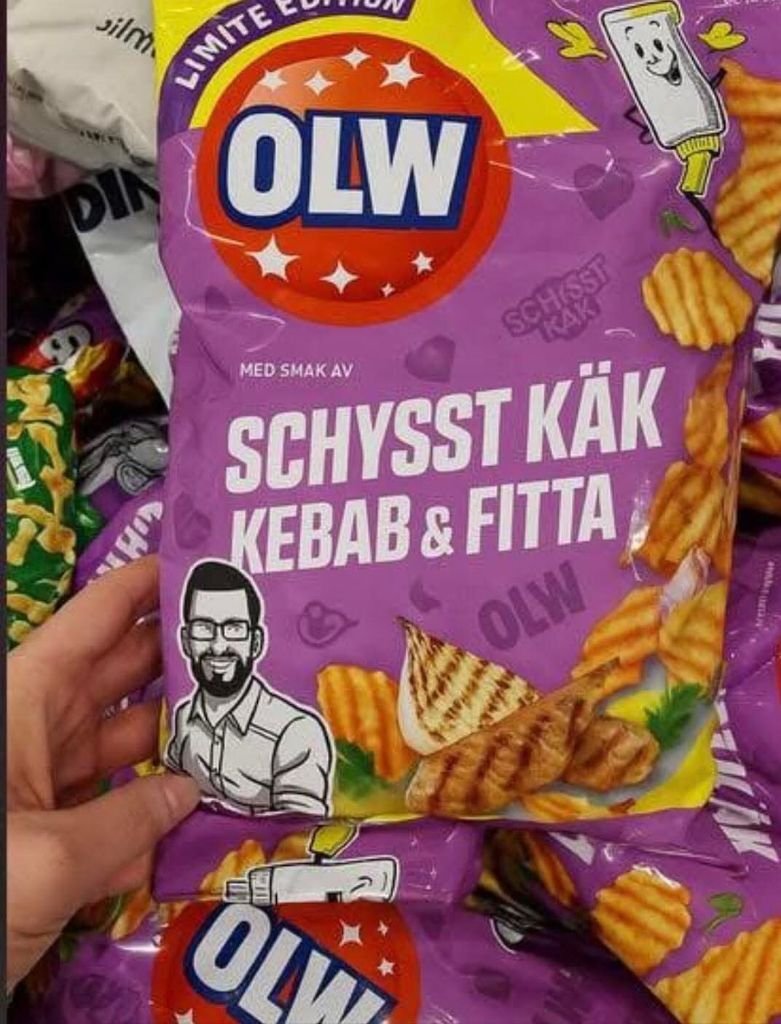 LIMITE EDITION
OLW
SCHYSST
KÄK
MED SMAK AV
SCHYSST KÄK
KEBAB & FITTA
OLW
OLW